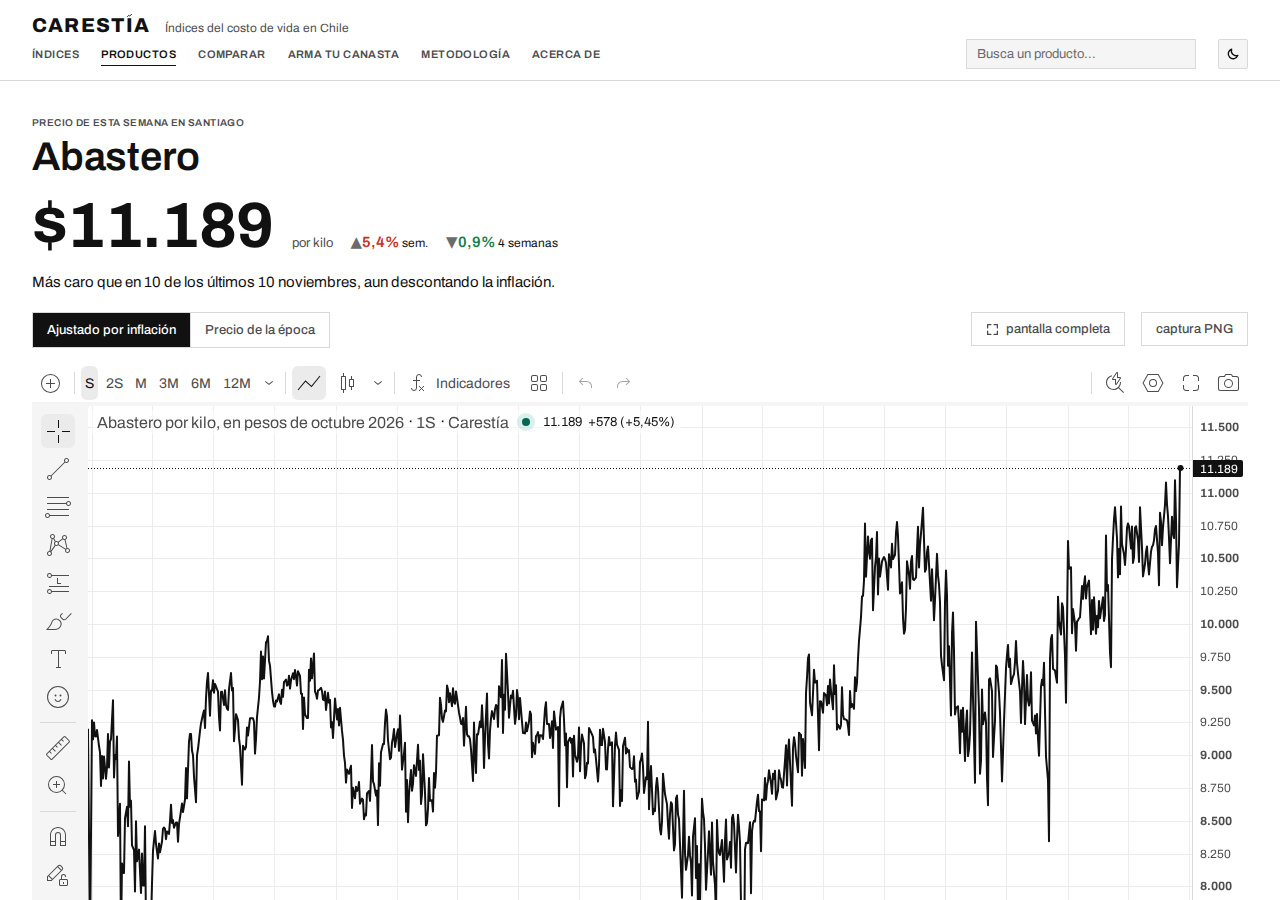 CARESTÍA Índices del costo de vida en Chile
ÍNDICES PRODUCTOS COMPARAR ARMA TU CANASTA METODOLOGÍA ACERCA DE
Busca un producto...
PRECIO DE ESTA SEMANA EN SANTIAGO
Abastero
$11.189 por kilo ▲5,4% sem. ▼0,9% 4 semanas
Más caro que en 10 de los últimos 10 noviembres, aun descontando la inflación.
Ajustado por inflación Precio de la época pantalla completa captura PNG
S 2S M 3M 6M 12M Indicadores
Abastero por kilo, en pesos de octubre 2026 · 1S · Carestía 11.189 +578 (+5,45%)
11.500
11.250
11.189
11.000
10.750
10.500
10.250
10.000
9.750
9.500
9.250
9.000
8.750
8.500
8.250
8.000